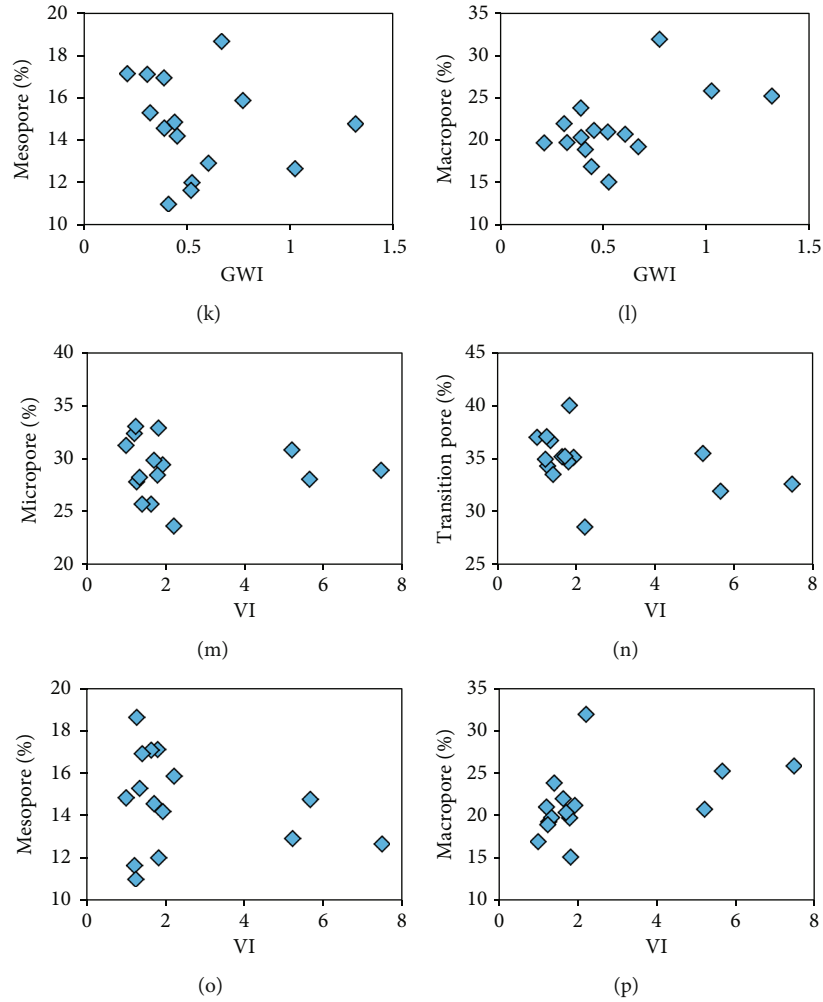 20
18
16
14
12
10
Mesopore (%)
0 0.5 1 1.5
GWI
(k)
35
30
25
20
15
10
Macropore (%)
0 0.5 1 1.5
GWI
(l)
40
35
30
25
20
Micropore (%)
0 2 4 6 8
VI
(m)
45
40
35
30
25
Transition pore (%)
0 2 4 6 8
VI
(n)
20
18
16
14
12
10
Mesopore (%)
0 2 4 6 8
VI
(o)
35
30
25
20
15
10
Macropore (%)
0 2 4 6 8
VI
(p)